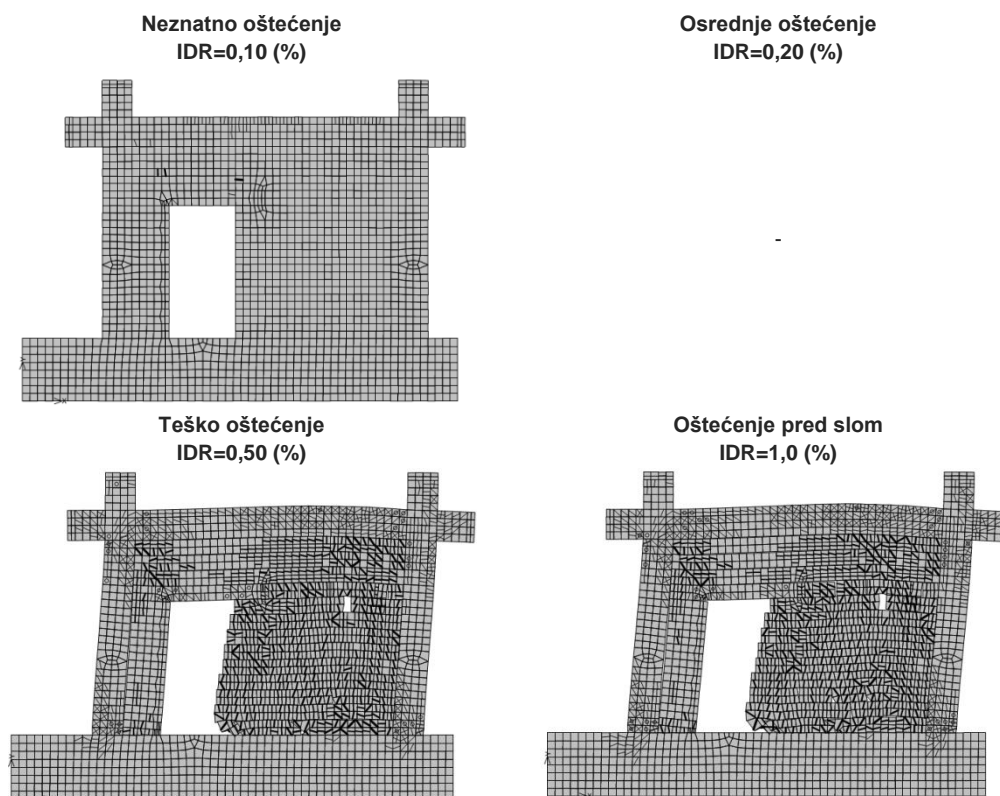 Neznatno oštećenje
IDR=0,10 (%)
Osrednje oštećenje
IDR=0,20 (%)
-
Teško oštećenje
IDR=0,50 (%)
Oštećenje pred slom
IDR=1,0 (%)